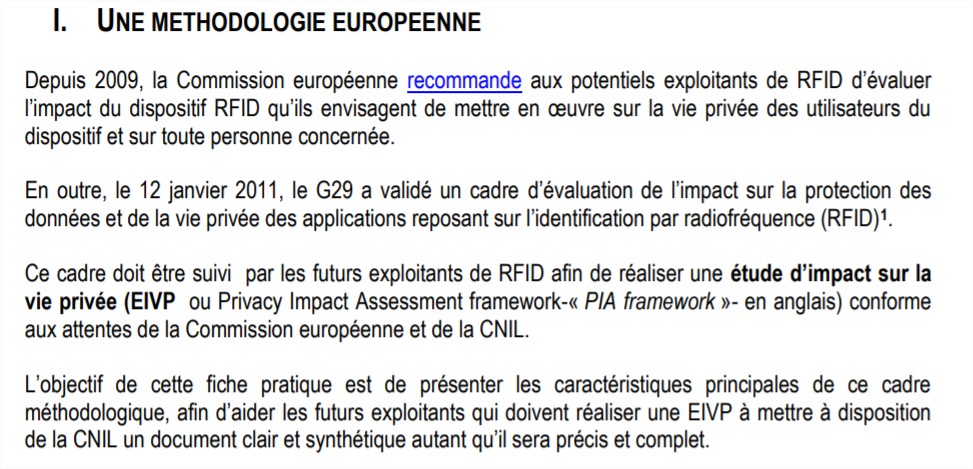 I. UNE METHODOLOGIE EUROPEENNE
Depuis 2009, la Commission européenne recommande aux potentiels exploitants de RFID d’évaluer
l’impact du dispositif RFID qu’ils envisagent de mettre en œuvre sur la vie privée des utilisateurs du
dispositif et sur toute personne concernée.
En outre, le 12 janvier 2011, le G29 a validé un cadre d’évaluation de l’impact sur la protection des
données et de la vie privée des applications reposant sur l’identification par radiofréquence (RFID)¹.
Ce cadre doit être suivi par les futurs exploitants de RFID afin de réaliser une étude d’impact sur la
vie privée (EIVP ou Privacy Impact Assessment framework-« PIA framework »- en anglais) conforme
aux attentes de la Commission européenne et de la CNIL.
L’objectif de cette fiche pratique est de présenter les caractéristiques principales de ce cadre
méthodologique, afin d’aider les futurs exploitants qui doivent réaliser une EIVP à mettre à disposition
de la CNIL un document clair et synthétique autant qu’il sera précis et complet.